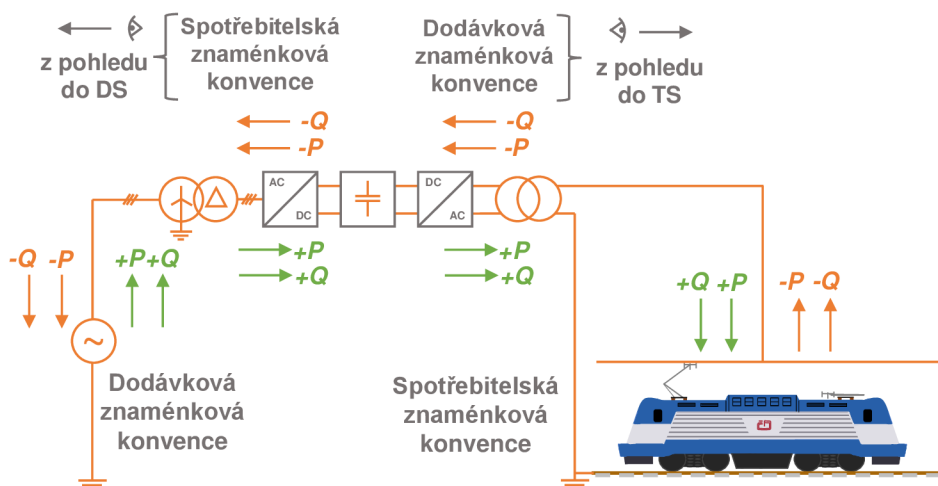 Spotřebitelská
znaménková
konvence
z pohledu
do DS
Dodávková
znaménková
konvence
z pohledu
do TS
-Q
-P
-Q
-P
AC
DC
DC
AC
+P
+Q
+P
+Q
-Q -P +P +Q
+Q +P -P -Q
~
Dodávková
znaménková
konvence
Spotřebitelská
znaménková
konvence